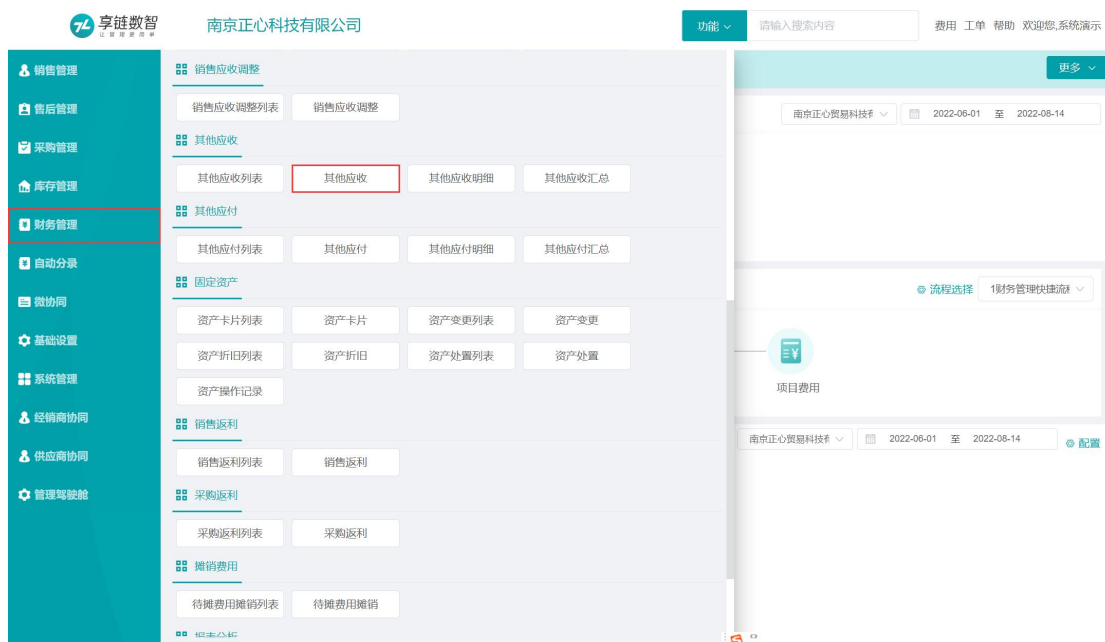 享链数智
让管理更简单
南京正心科技有限公司
功能
请输入搜索内容
费用 工单 帮助 欢迎您,系统演示
销售管理
售后管理
采购管理
库存管理
财务管理
自动分录
微协同
基础设置
系统管理
经销商协同
供应商协同
管理驾驶舱
销售应收调整
销售应收调整列表 销售应收调整
其他应收
其他应收列表 其他应收 其他应收明细 其他应收汇总
其他应付
其他应付列表 其他应付 其他应付明细 其他应付汇总
固定资产
资产卡片列表 资产卡片 资产变更列表 资产变更
资产折旧列表 资产折旧 资产处置列表 资产处置
资产操作记录
销售返利
销售返利列表 销售返利
采购返利
采购返利列表 采购返利
摊销费用
待摊费用摊销列表 待摊费用摊销
报表分析
更多
南京正心贸易科技有 2022-06-01 至 2022-08-14
流程选择 1财务管理快捷流程
项目费用
南京正心贸易科技有 2022-06-01 至 2022-08-14 配置